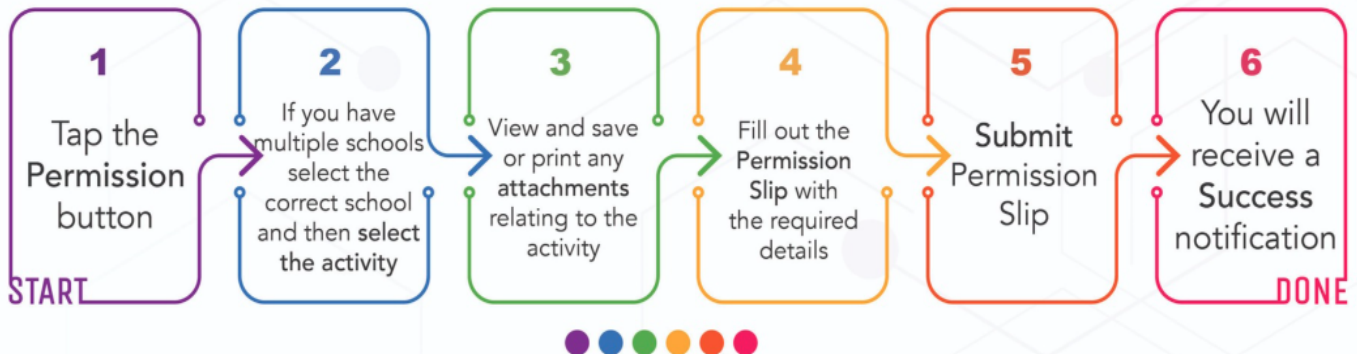 1
Tap the
Permission
button
START
2
If you have
multiple schools
select the
correct school
and then select
the activity
3
View and save
or print any
attachments
relating to the
activity
4
Fill out the
Permission
Slip with
the required
details
5
Submit
Permission
Slip
6
You will
receive a
Success
notification
DONE